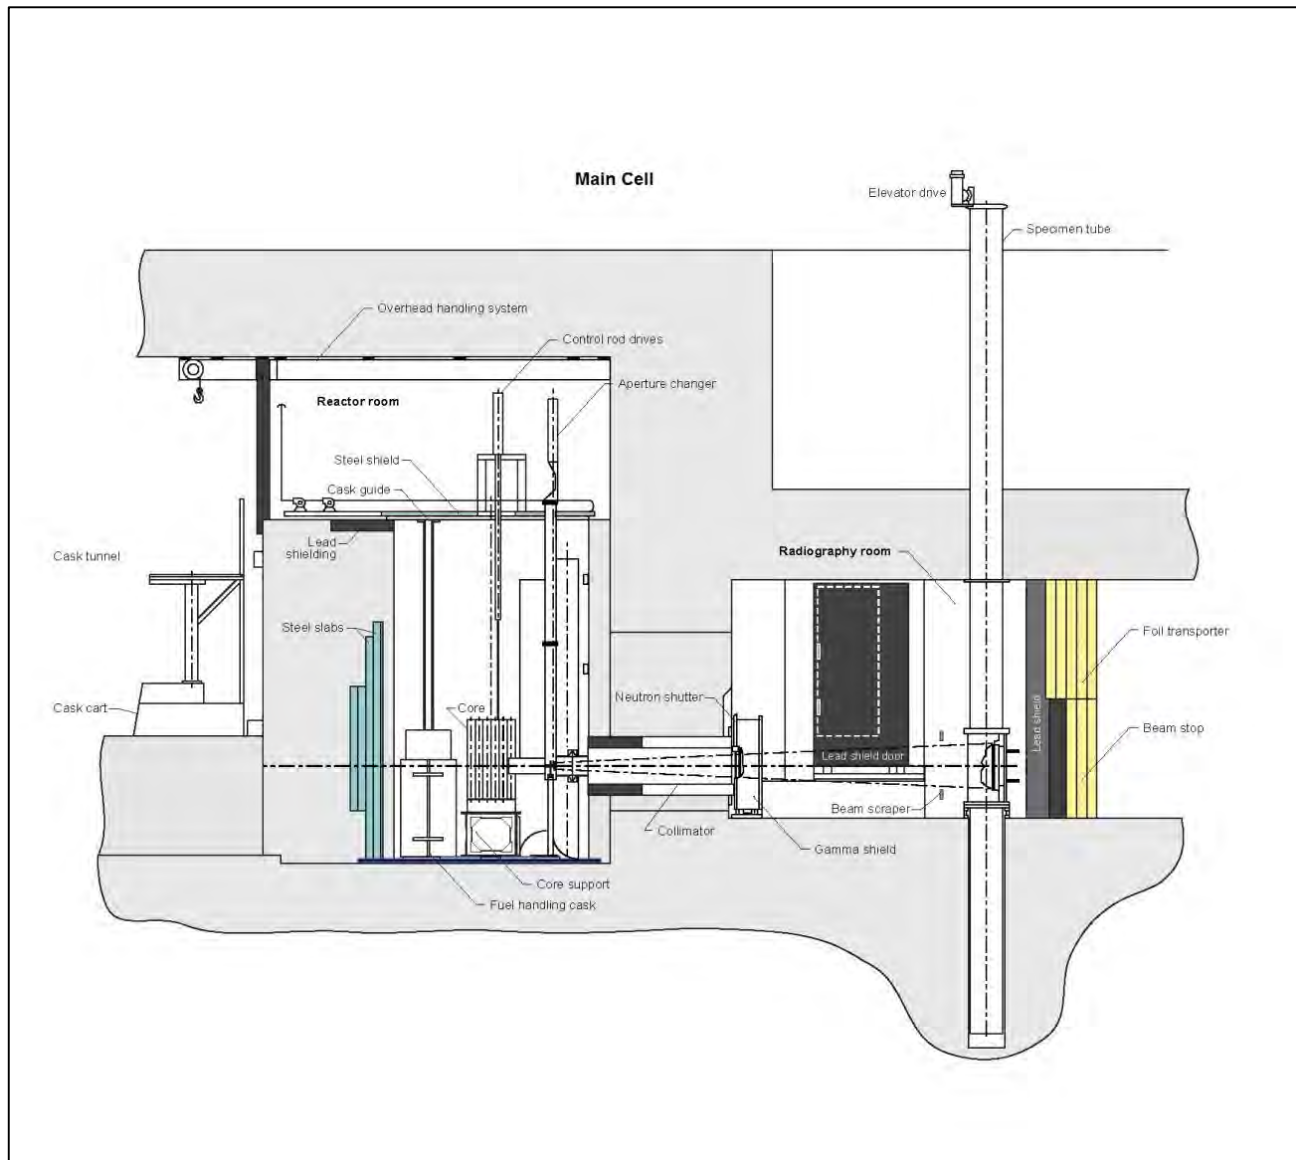 Main Cell
Elevator drive
Specimen tube
Overhead handling system
Control rod drives
Aperture changer
Reactor room
Steel shield
Cask guide
Lead
shielding
Cask tunnel
Radiography room
Steel slabs
Foil transporter
Neutron shutter
Core
Cask cart
Lead shield
Beam stop
Lead shield door
Beam scraper
Collimator
Gamma shield
Core support
Fuel handling cask